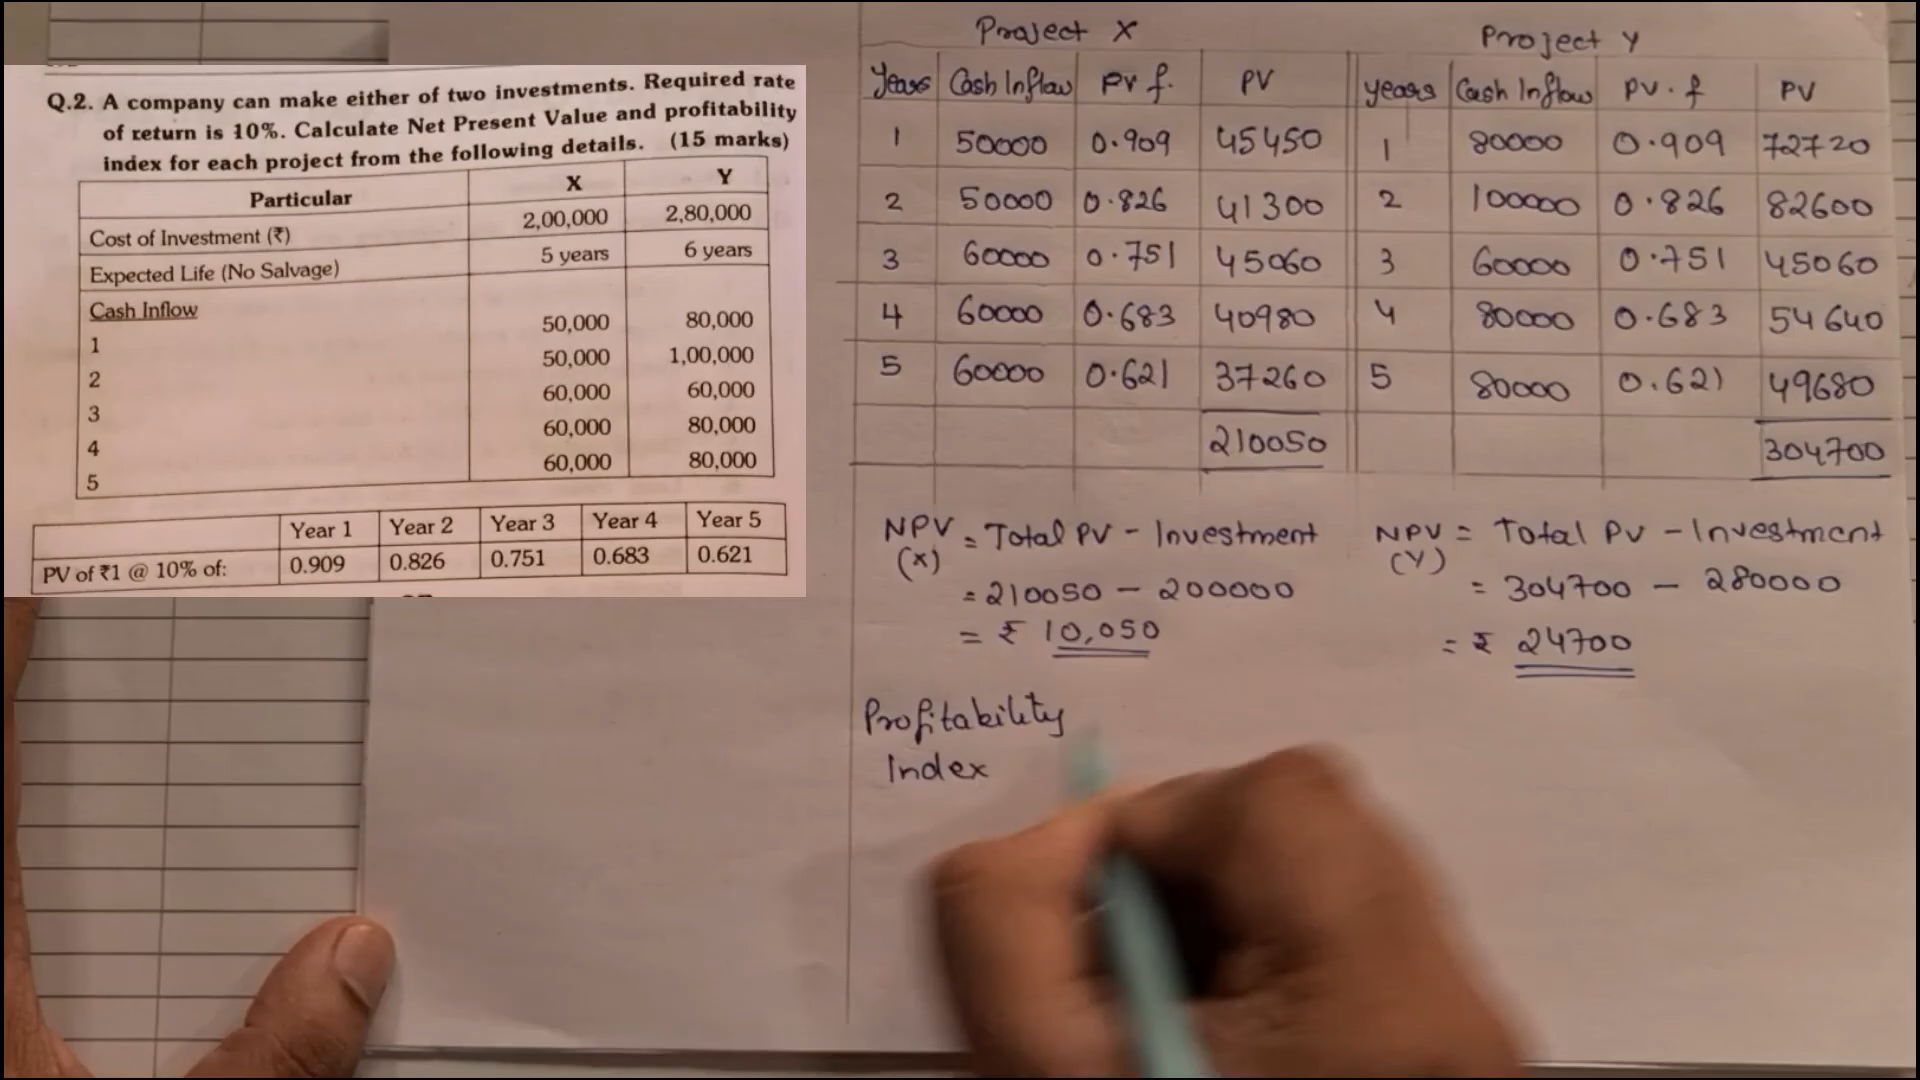 Q.2. A company can make either of two investments. Required rate
of return is 10%. Calculate Net Present Value and profitability
index for each project from the following details. (15 marks)
Particular X Y
Cost of Investment (₹) 2,00,000 2,80,000
Expected Life (No Salvage) 5 years 6 years
Cash Inflow
1 50,000 80,000
2 50,000 1,00,000
3 60,000 60,000
4 60,000 80,000
5 60,000 80,000
Year 1 Year 2 Year 3 Year 4 Year 5
PV of ₹1 @ 10% of: 0.909 0.826 0.751 0.683 0.621
Project X
Years Cash Inflow PV f. PV
1 50000 0.909 45450
2 50000 0.826 41300
3 60000 0.751 45060
4 60000 0.683 40980
5 60000 0.621 37260
210050
NPV (X) = Total PV - Investment
= 210050 - 200000
= ₹ 10,050
Profitability
Index
Project Y
years Cash Inflow PV.f PV
1 80000 0.909 72720
2 100000 0.826 82600
3 60000 0.751 45060
4 80000 0.683 54640
5 80000 0.621 49680
304700
NPV (Y) = Total PV - Investment
= 304700 - 280000
= ₹ 24700